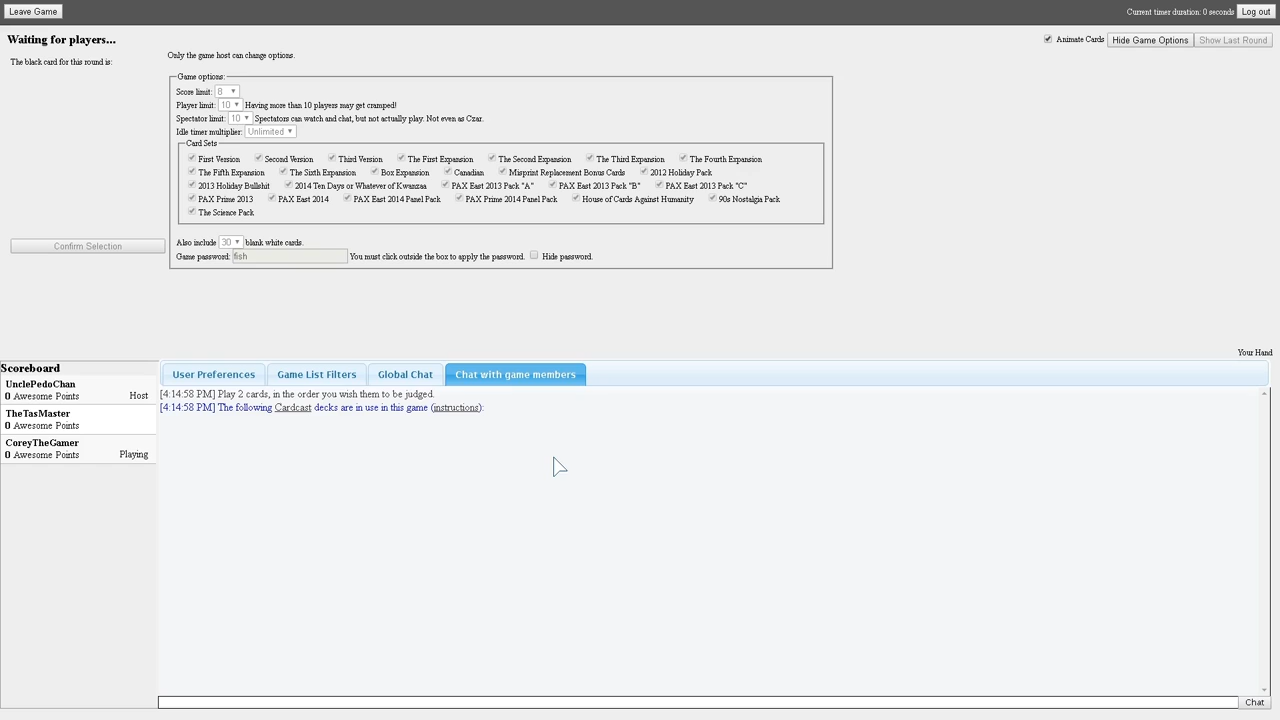 Leave Game
Current timer duration: 0 seconds Log out
Waiting for players...
Animate Cards Hide Game Options Show Last Round
The black card for this round is:
Only the game host can change options.
Game options:
Score limit: 8
Player limit: 10 Having more than 10 players may get cramped!
Spectator limit: 10 Spectators can watch and chat, but not actually play. Not even as Czar.
Idle timer multiplier: Unlimited
Card Sets
First Version Second Version Third Version The First Expansion The Second Expansion The Third Expansion The Fourth Expansion
The Fifth Expansion The Sixth Expansion Box Expansion Canadian Misprint Replacement Bonus Cards 2012 Holiday Pack
2013 Holiday Bullshit 2014 Ten Days or Whatever of Kwanzaa PAX East 2013 Pack "A" PAX East 2013 Pack "B" PAX East 2013 Pack "C"
PAX Prime 2013 PAX East 2014 PAX East 2014 Panel Pack PAX Prime 2014 Panel Pack House of Cards Against Humanity 90s Nostalgia Pack
The Science Pack
Confirm Selection
Also include 30 blank white cards.
Game password: fish You must click outside the box to apply the password. Hide password.
Your Hand
Scoreboard
UnclePedoChan
0 Awesome Points Host
TheTasMaster
0 Awesome Points
CoreyTheGamer
0 Awesome Points Playing
User Preferences Game List Filters Global Chat Chat with game members
[4:14:58 PM] Play 2 cards, in the order you wish them to be judged.
[4:14:58 PM] The following Cardcast decks are in use in this game (instructions):
Chat